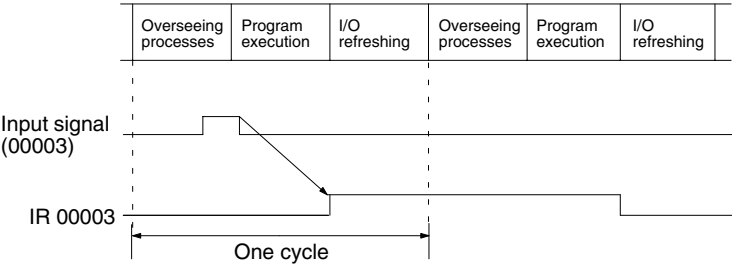 Overseeing processes
Program execution
I/O refreshing
Overseeing processes
Program execution
I/O refreshing
Input signal
(00003)
IR 00003
One cycle